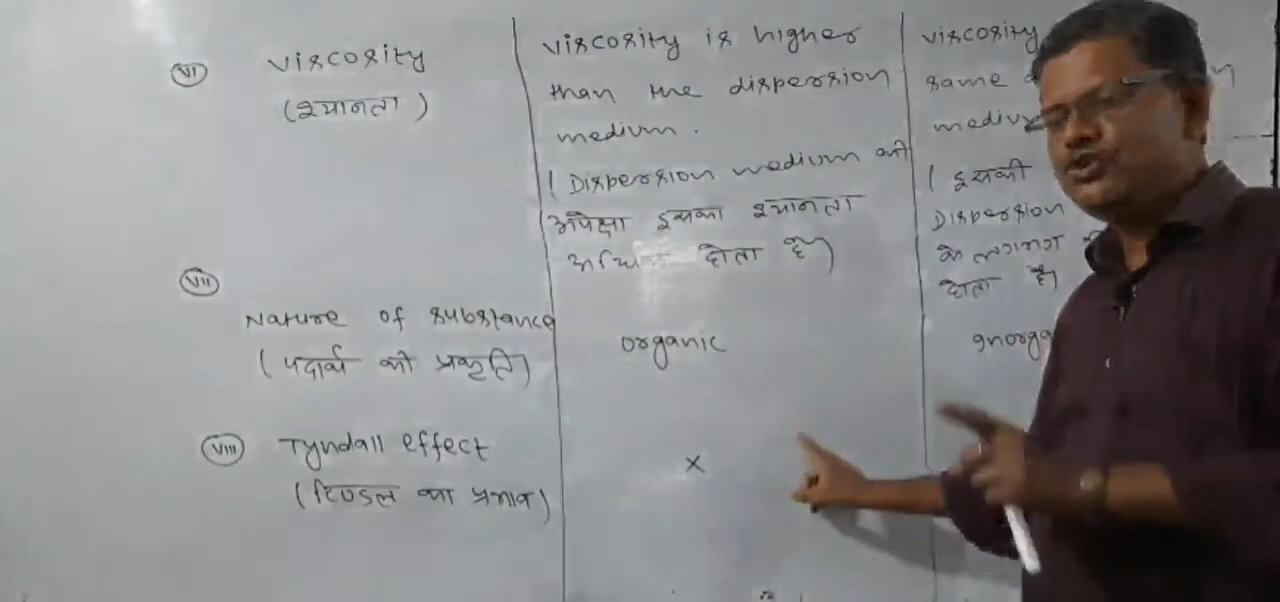 VI
Viscosity
(श्यानता)
Viscosity is higher
than the dispersion
medium.
(Dispersion medium की
अपेक्षा इसका श्यानता
अधिक होता है)
Viscosity
same
medium
(इसकी
Dispersion
के लगभग
होता है)
VII
Nature of substance
(पदार्थ की प्रकृति)
organic
Inorga
VIII
Tyndall effect
(टिण्डल का प्रभाव)
×